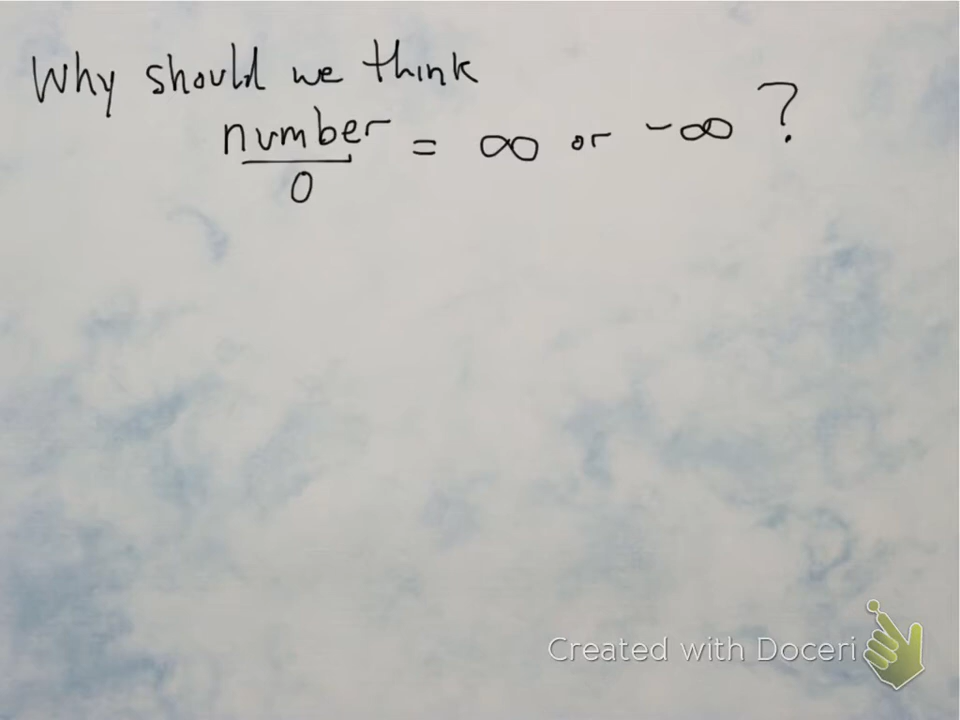 Why should we think
number/0 = ∞ or -∞ ?
Created with Doceri